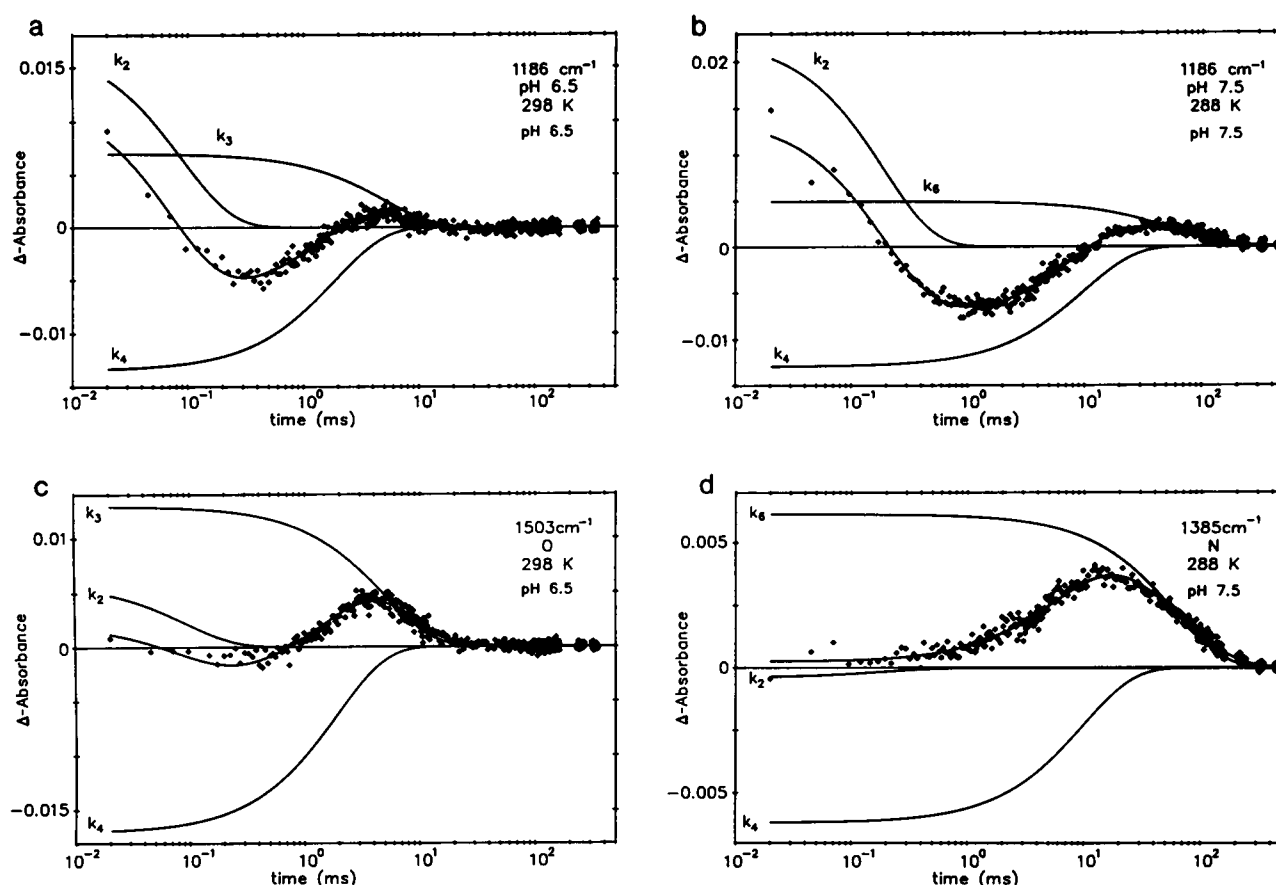 a
0.015
0
−0.01
Δ-Absorbance
k₂
k₃
k₄
1186 cm⁻¹
pH 6.5
298 K
pH 6.5
10⁻² 10⁻¹ 10⁰ 10¹ 10²
time (ms)
b
0.02
0
−0.01
Δ-Absorbance
k₂
k₆
k₄
1186 cm⁻¹
pH 7.5
288 K
pH 7.5
10⁻² 10⁻¹ 10⁰ 10¹ 10²
time (ms)
c
0.01
0
−0.015
Δ-Absorbance
k₃
k₂
k₄
1503cm⁻¹
O
298 K
pH 6.5
10⁻² 10⁻¹ 10⁰ 10¹ 10²
time (ms)
d
0.005
0
−0.005
Δ-Absorbance
k₆
k₂
k₄
1385cm⁻¹
N
288 K
pH 7.5
10⁻² 10⁻¹ 10⁰ 10¹ 10²
time (ms)